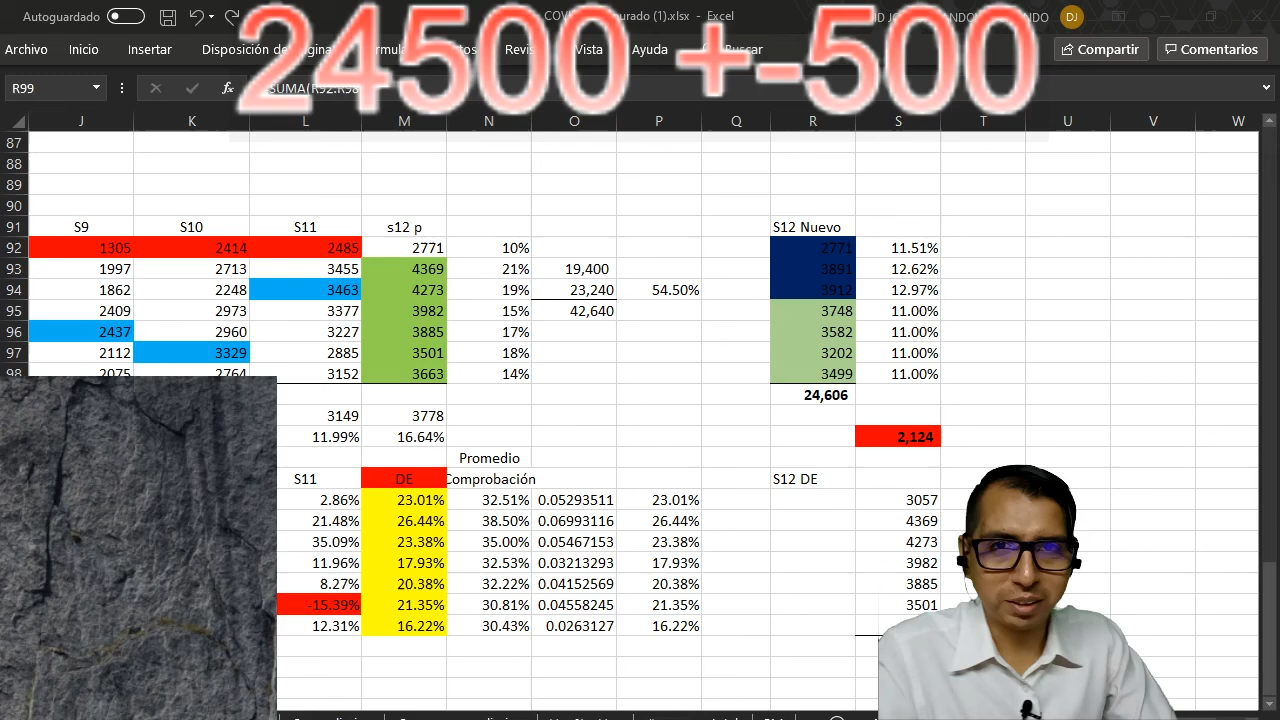 Autoguardado
.xlsx - Excel
DJ
24500 +-500
Archivo Inicio Insertar Disposición de Vista Ayuda
Compartir Comentarios
R99 fx
J K L M N O P Q R S T U V W
87
88
89
90
91 S9 S10 S11 s12 p S12 Nuevo
92 1305 2414 2485 2771 10% 2771 11.51%
93 1997 2713 3455 4369 21% 19,400 3891 12.62%
94 1862 2248 3463 4273 19% 23,240 54.50% 3912 12.97%
95 2409 2973 3377 3982 15% 42,640 3748 11.00%
96 2437 2960 3227 3885 17% 3582 11.00%
97 2112 3329 2885 3501 18% 3202 11.00%
98 2075 2764 3152 3663 14% 3499 11.00%
24,606
3149 3778
11.99% 16.64% 2,124
Promedio
S11 DE Comprobación S12 DE
2.86% 23.01% 32.51% 0.05293511 23.01% 3057
21.48% 26.44% 38.50% 0.06993116 26.44% 4369
35.09% 23.38% 35.00% 0.05467153 23.38% 4273
11.96% 17.93% 32.53% 0.03213293 17.93% 3982
8.27% 20.38% 32.22% 0.04152569 20.38% 3885
-15.39% 21.35% 30.81% 0.04558245 21.35% 3501
12.31% 16.22% 30.43% 0.0263127 16.22%